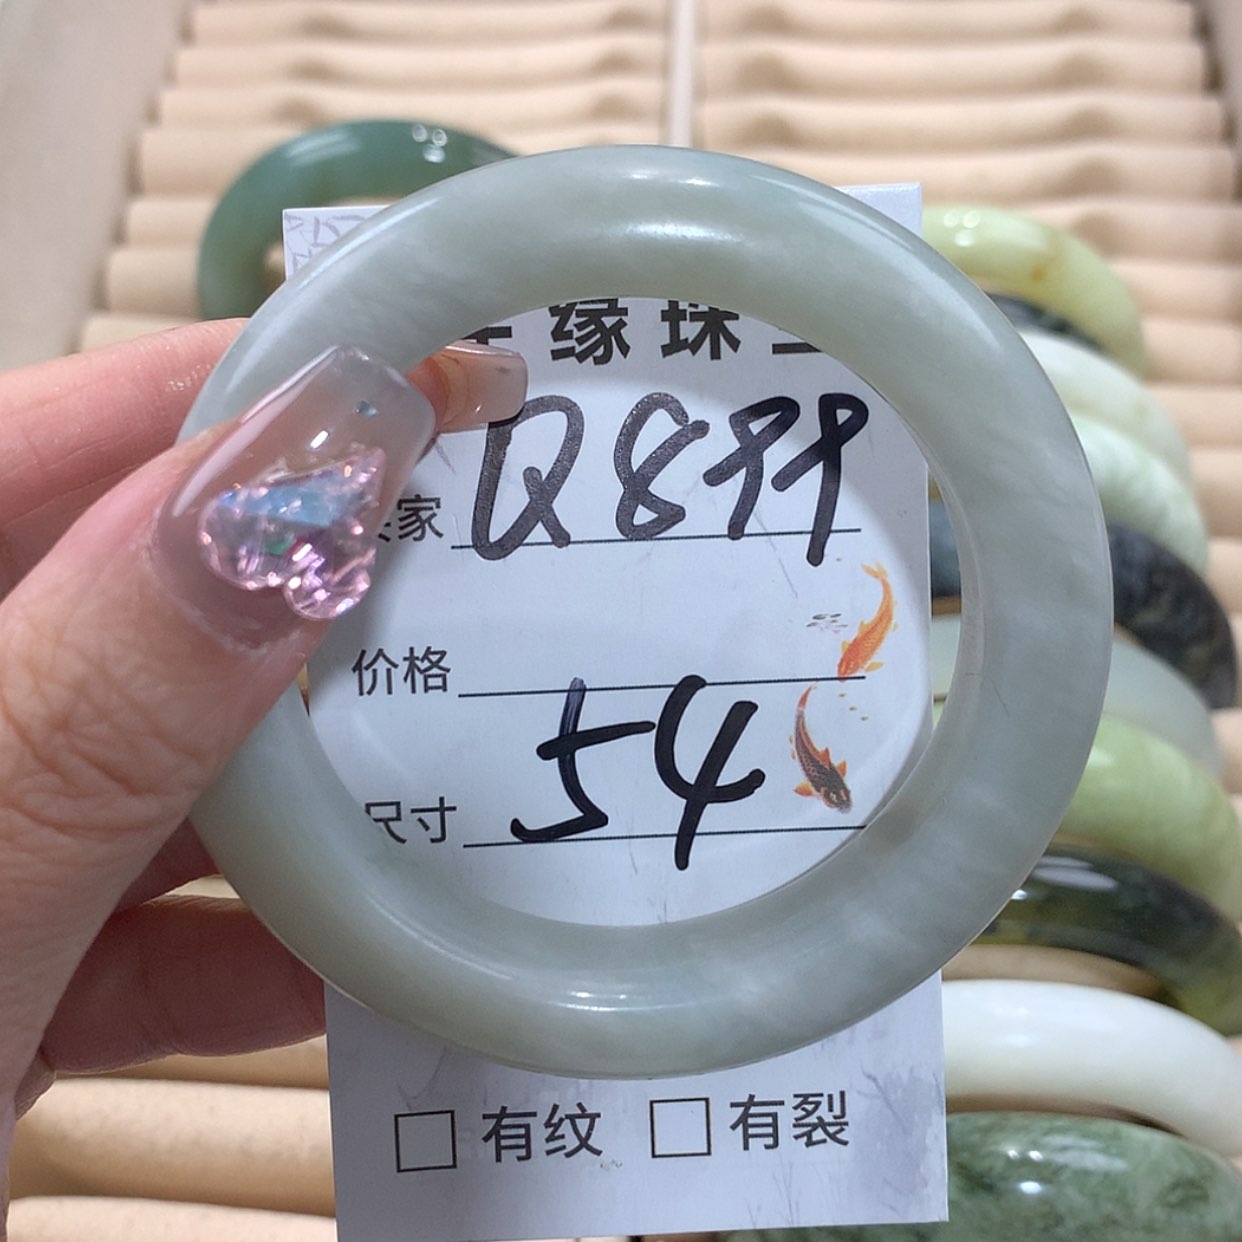 缘珠
家 Q899
价格
尺寸 54
有纹 有裂